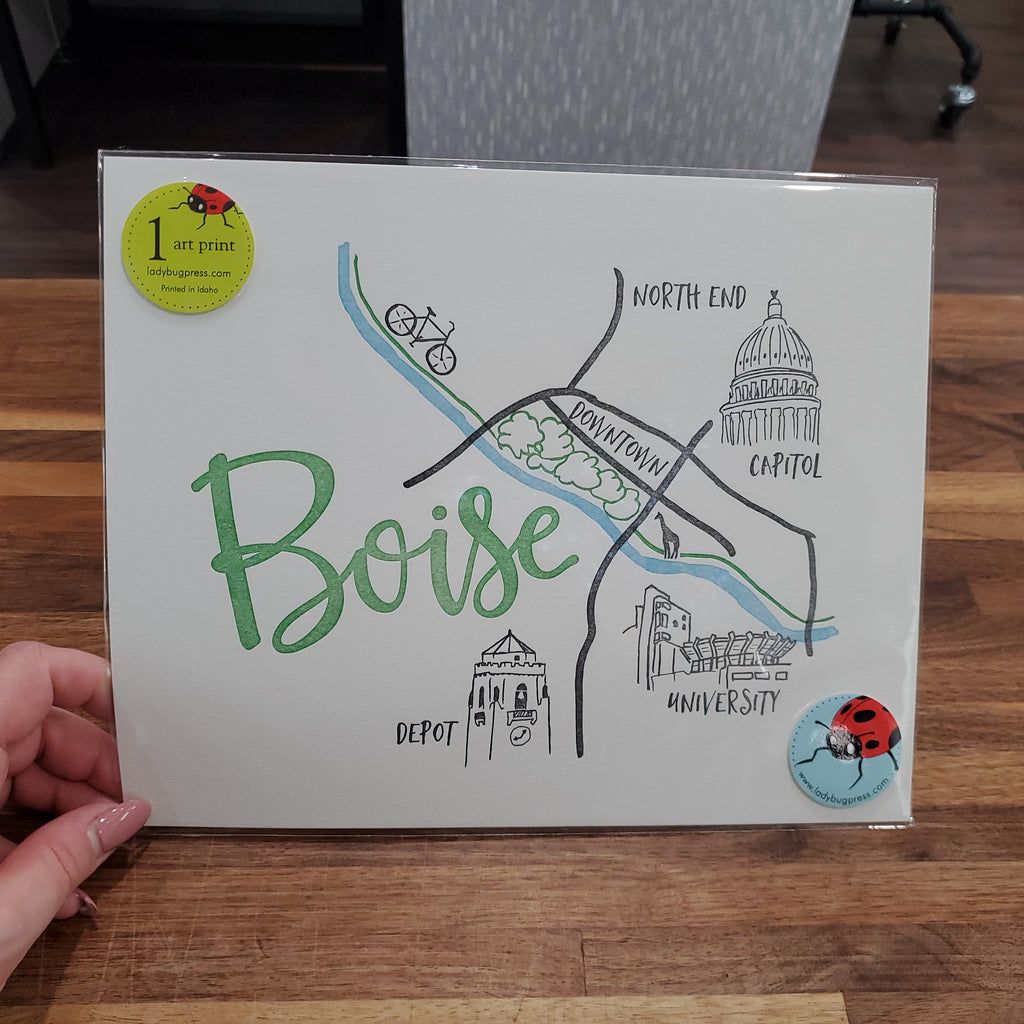 1 art print
ladybugpress.com
Printed in Idaho
NORTH END
DOWNTOWN
CAPITOL
Boise
UNIVERSITY
DEPOT
www.ladybugpress.com